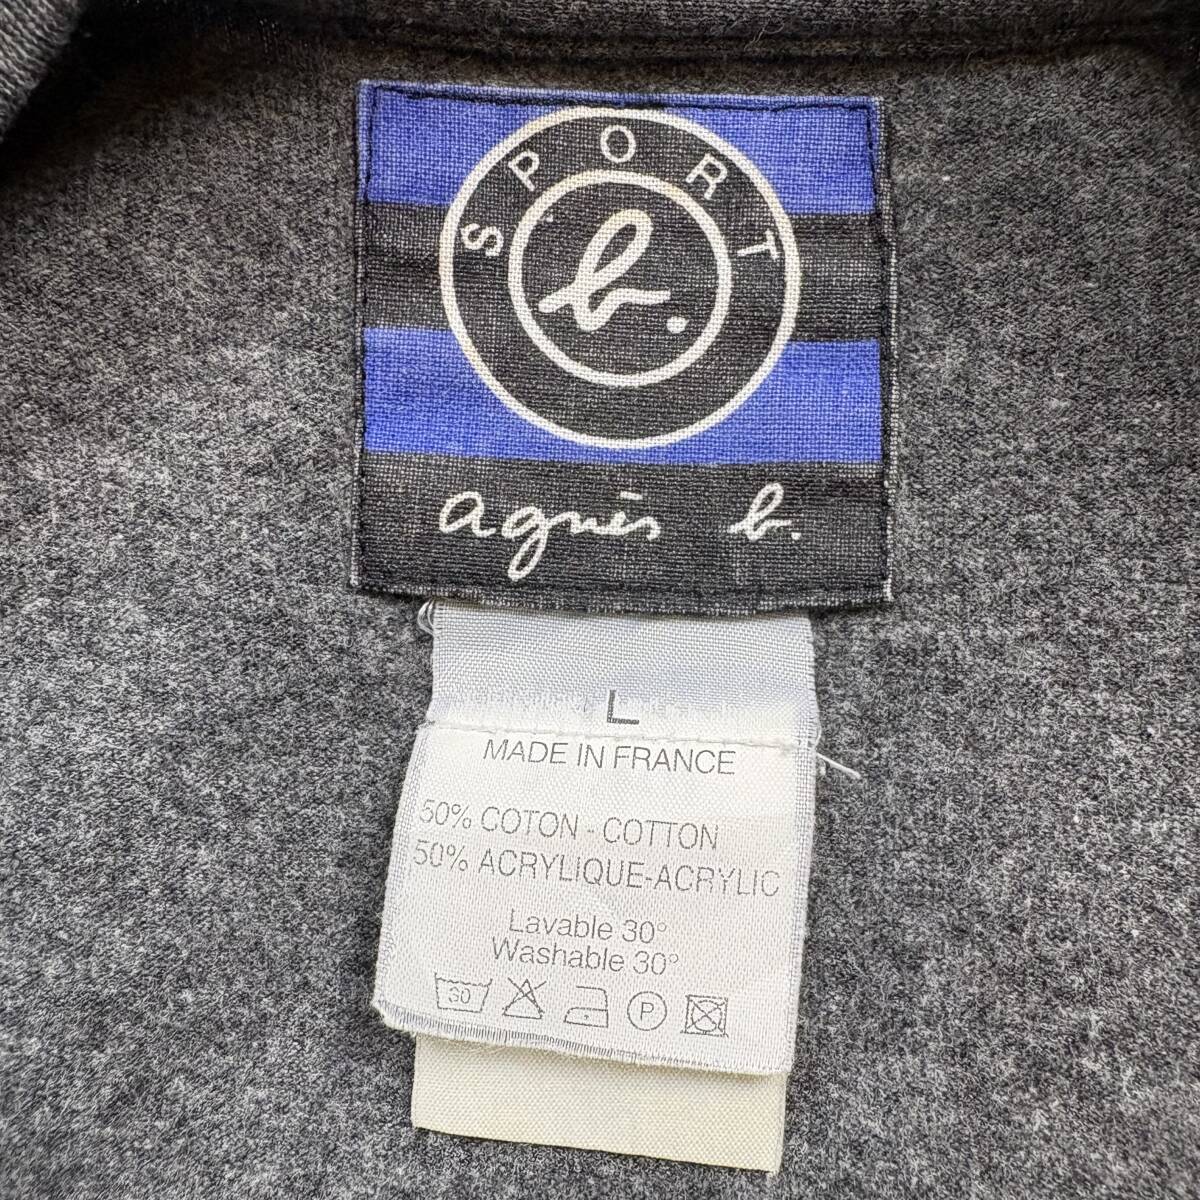 SPORT
b.
agnès b.
L
MADE IN FRANCE
50% COTON - COTTON
50% ACRYLIQUE-ACRYLIC
Lavable 30°
Washable 30°
30
P